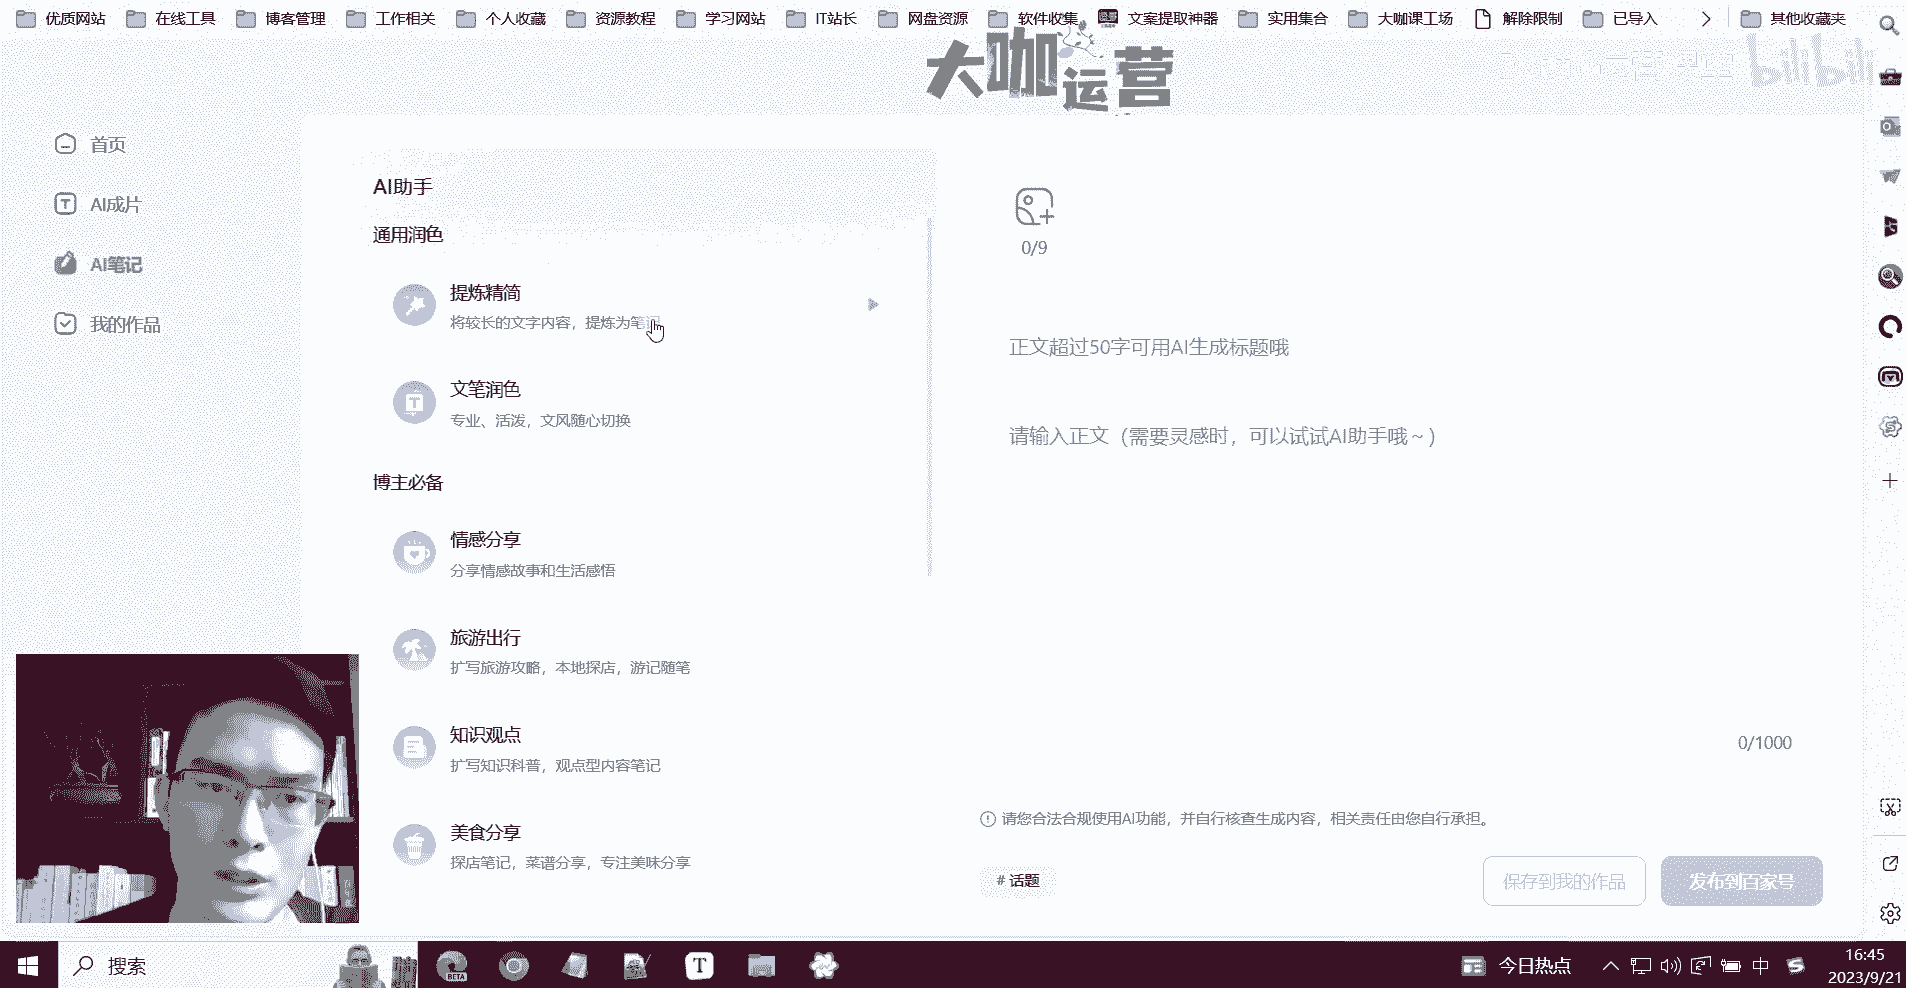 优质网站 在线工具 博客管理 工作相关 个人收藏 资源教程 学习网站 IT站长 网盘资源 软件收集 文案提取神器 实用集合 大咖课工场 解除限制 已导入 其他收藏夹
大咖运营
bilibili
首页
AI成片
AI笔记
我的作品
AI助手
通用润色
提炼精简
将较长的文字内容，提炼为笔记
文笔润色
专业、活泼，文风随心切换
博主必备
情感分享
分享情感故事和生活感悟
旅游出行
扩写旅游攻略，本地探店，游记随笔
知识观点
扩写知识科普，观点型内容笔记
美食分享
探店笔记，菜谱分享，专注美味分享
0/9
正文超过50字可用AI生成标题哦
请输入正文（需要灵感时，可以试试AI助手哦～）
0/1000
请您合法合规使用AI功能，并自行核查生成内容，相关责任由您自行承担。
# 话题
保存到我的作品
发布到百家号
搜索
BETA
T
今日热点
中
16:45
2023/9/21